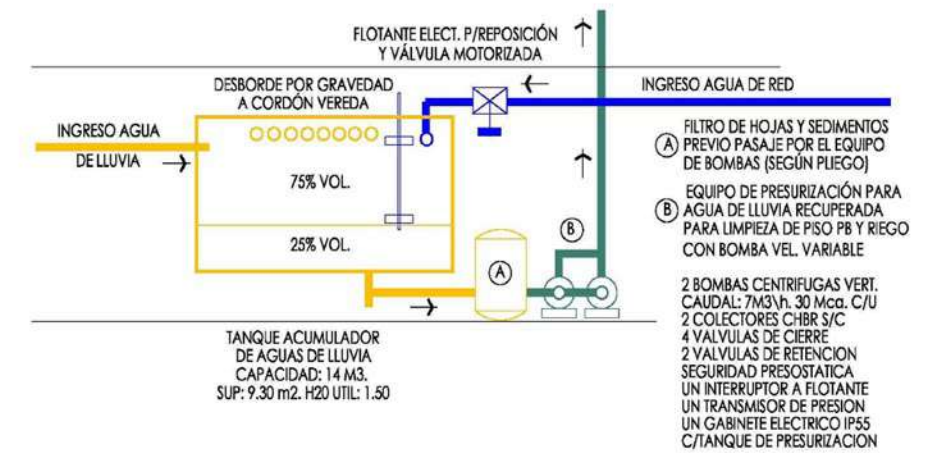 FLOTANTE ELECT. P/REPOSICIÓN
Y VÁLVULA MOTORIZADA
DESBORDE POR GRAVEDAD
A CORDÓN VEREDA
INGRESO AGUA DE RED
INGRESO AGUA
DE LLUVIA
75% VOL.
25% VOL.
A
B
A FILTRO DE HOJAS Y SEDIMENTOS
PREVIO PASAJE POR EL EQUIPO
DE BOMBAS (SEGÚN PLIEGO)
B EQUIPO DE PRESURIZACIÓN PARA
AGUA DE LLUVIA RECUPERADA
PARA LIMPIEZA DE PISO PB Y RIEGO
CON BOMBA VEL. VARIABLE
2 BOMBAS CENTRIFUGAS VERT.
CAUDAL: 7M3\h. 30 Mca. C/U
2 COLECTORES CHBR S/C
4 VALVULAS DE CIERRE
2 VALVULAS DE RETENCION
SEGURIDAD PRESOSTATICA
UN INTERRUPTOR A FLOTANTE
UN TRANSMISOR DE PRESION
UN GABINETE ELECTRICO IP55
C/TANQUE DE PRESURIZACION
TANQUE ACUMULADOR
DE AGUAS DE LLUVIA
CAPACIDAD: 14 M3.
SUP: 9.30 m2. H20 UTIL: 1.50